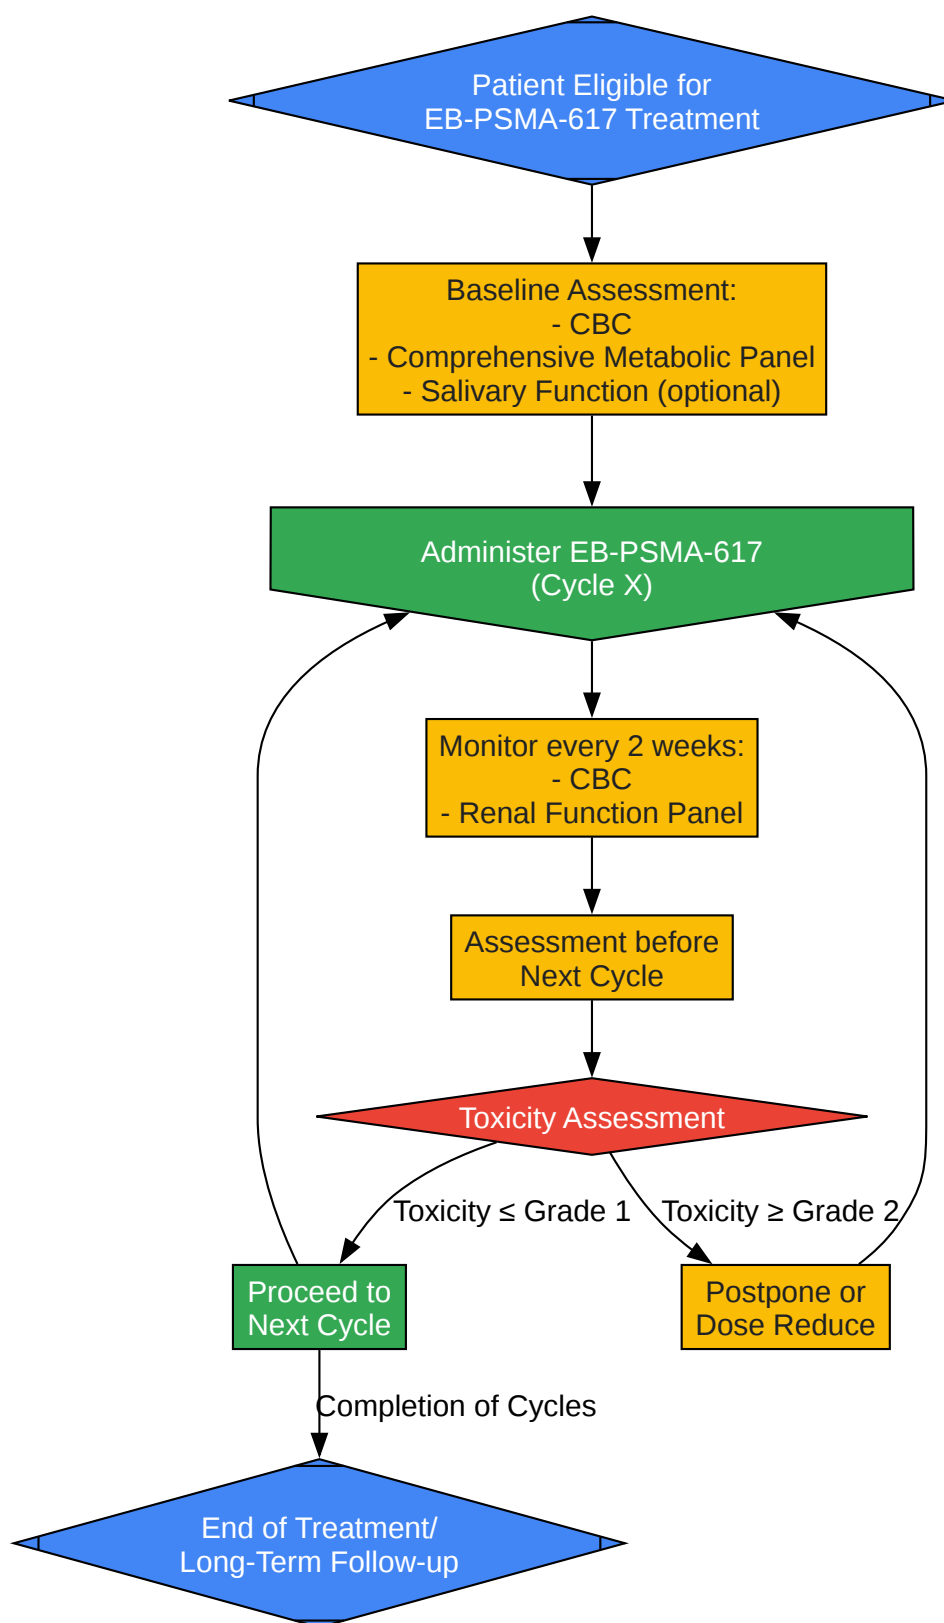 Patient Eligible for
EB-PSMA-617 Treatment
Baseline Assessment:
- CBC
- Comprehensive Metabolic Panel
- Salivary Function (optional)
Administer EB-PSMA-617
(Cycle X)
Monitor every 2 weeks:
- CBC
- Renal Function Panel
Assessment before
Next Cycle
Toxicity Assessment
Toxicity ≤ Grade 1
Toxicity ≥ Grade 2
Proceed to
Next Cycle
Postpone or
Dose Reduce
Completion of Cycles
End of Treatment/
Long-Term Follow-up